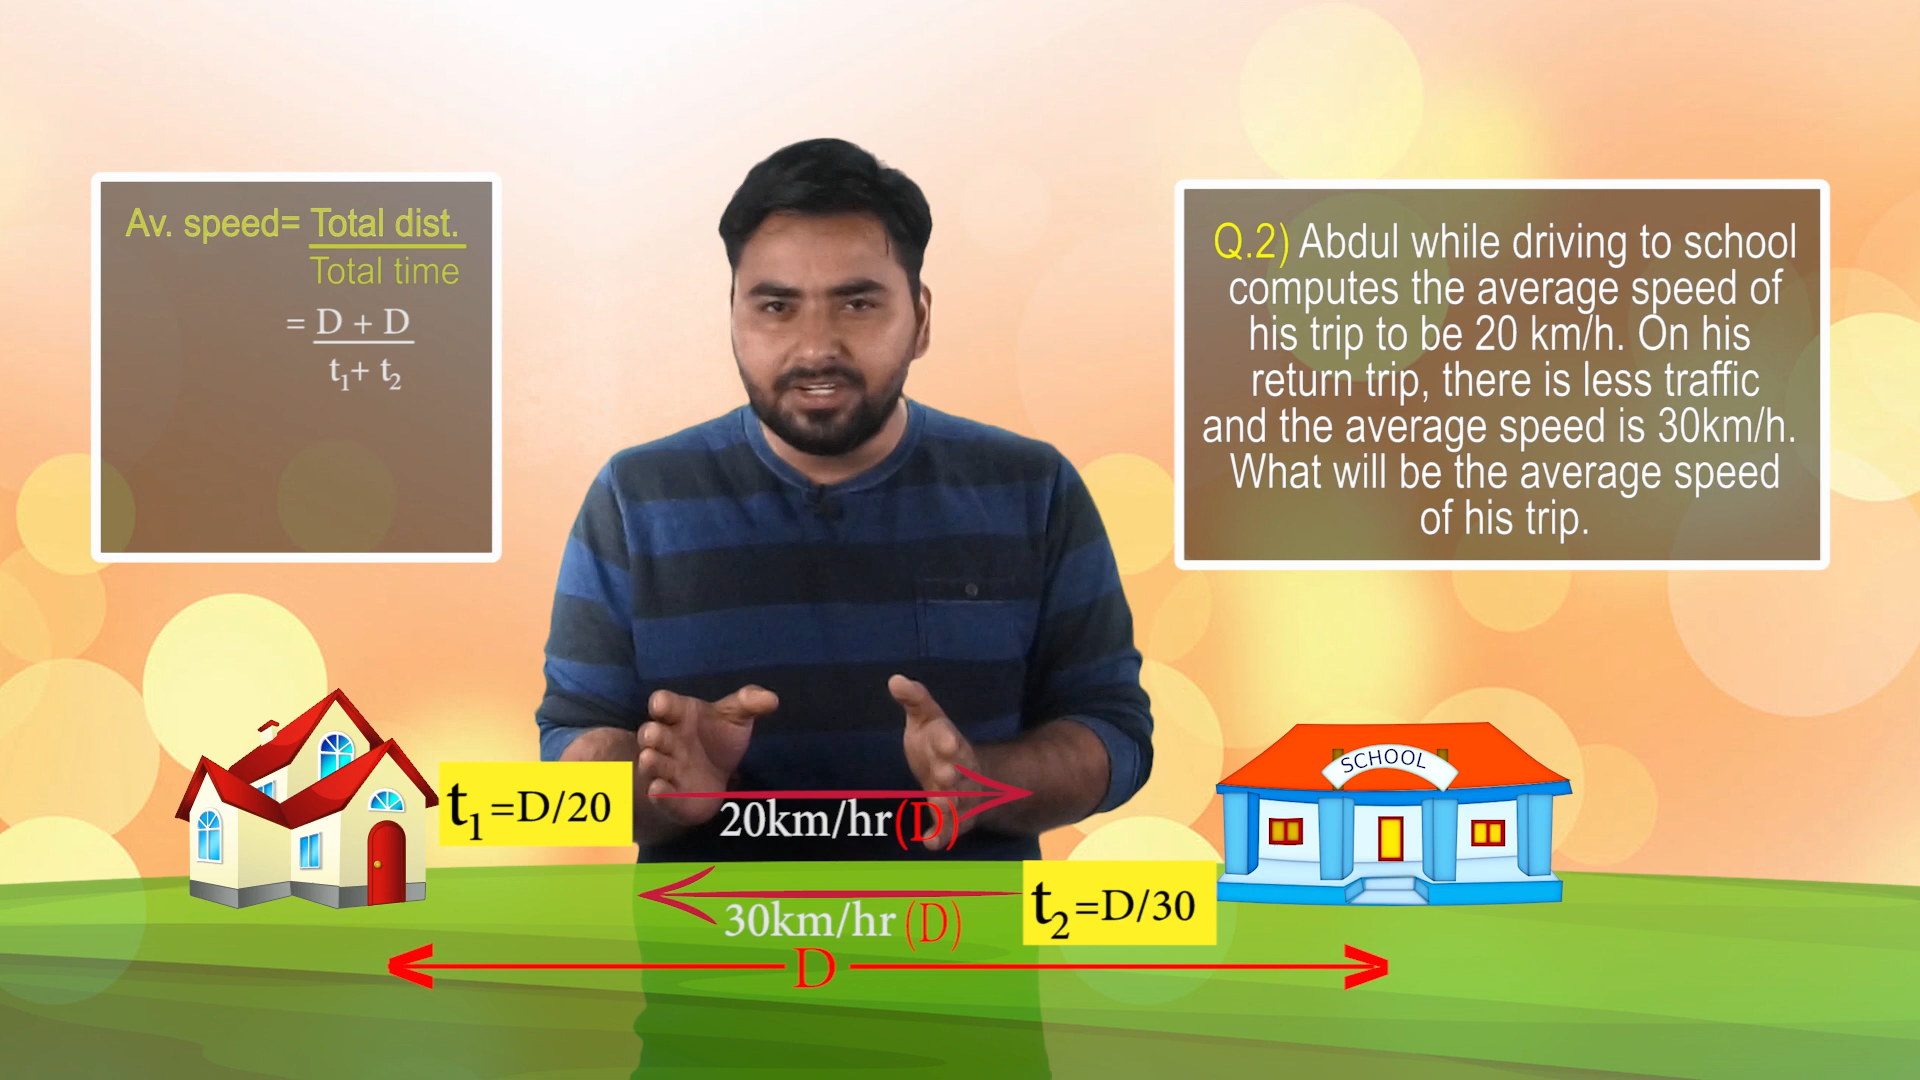 Av. speed= Total dist.
Total time
= D + D
t₁+ t₂
Q.2) Abdul while driving to school
computes the average speed of
his trip to be 20 km/h. On his
return trip, there is less traffic
and the average speed is 30km/h.
What will be the average speed
of his trip.
SCHOOL
t₁=D/20
20km/hr(D)
30km/hr (D)
t₂=D/30
D